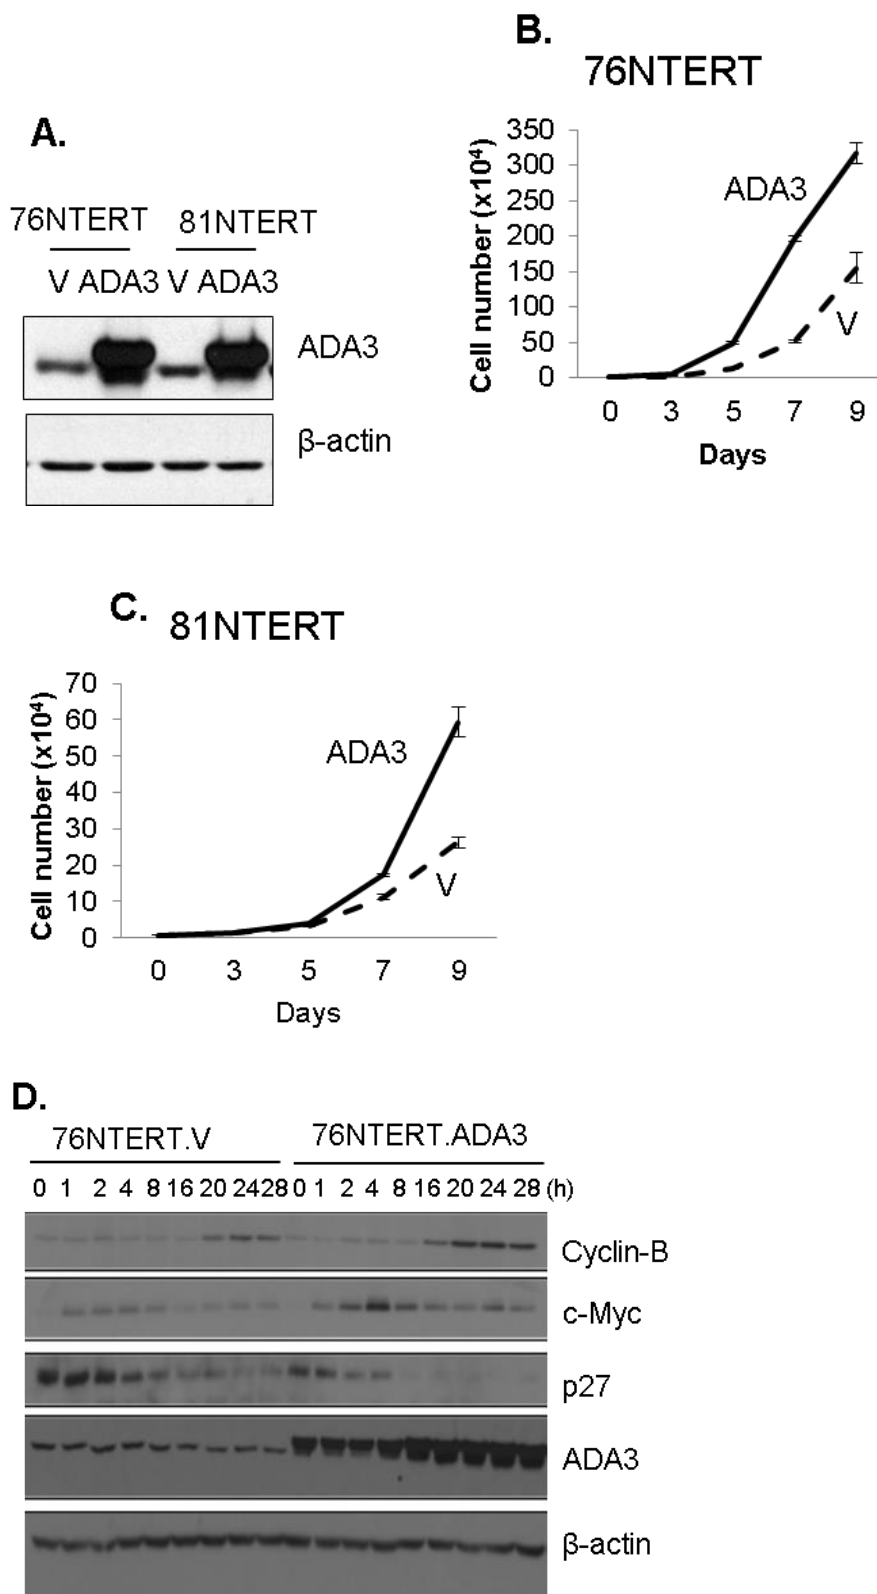 A.
76NTERT 81NTERT
V ADA3 V ADA3
ADA3
β-actin
B.
76NTERT
Cell number (x10⁴)
350
300
250
200
150
100
50
0
ADA3
V
0 3 5 7 9
Days
C. 81NTERT
Cell number (x10⁴)
70
60
50
40
30
20
10
0
ADA3
V
0 3 5 7 9
Days
D.
76NTERT.V 76NTERT.ADA3
0 1 2 4 8 16 20 24 28 0 1 2 4 8 16 20 24 28 (h)
Cyclin-B
c-Myc
p27
ADA3
β-actin